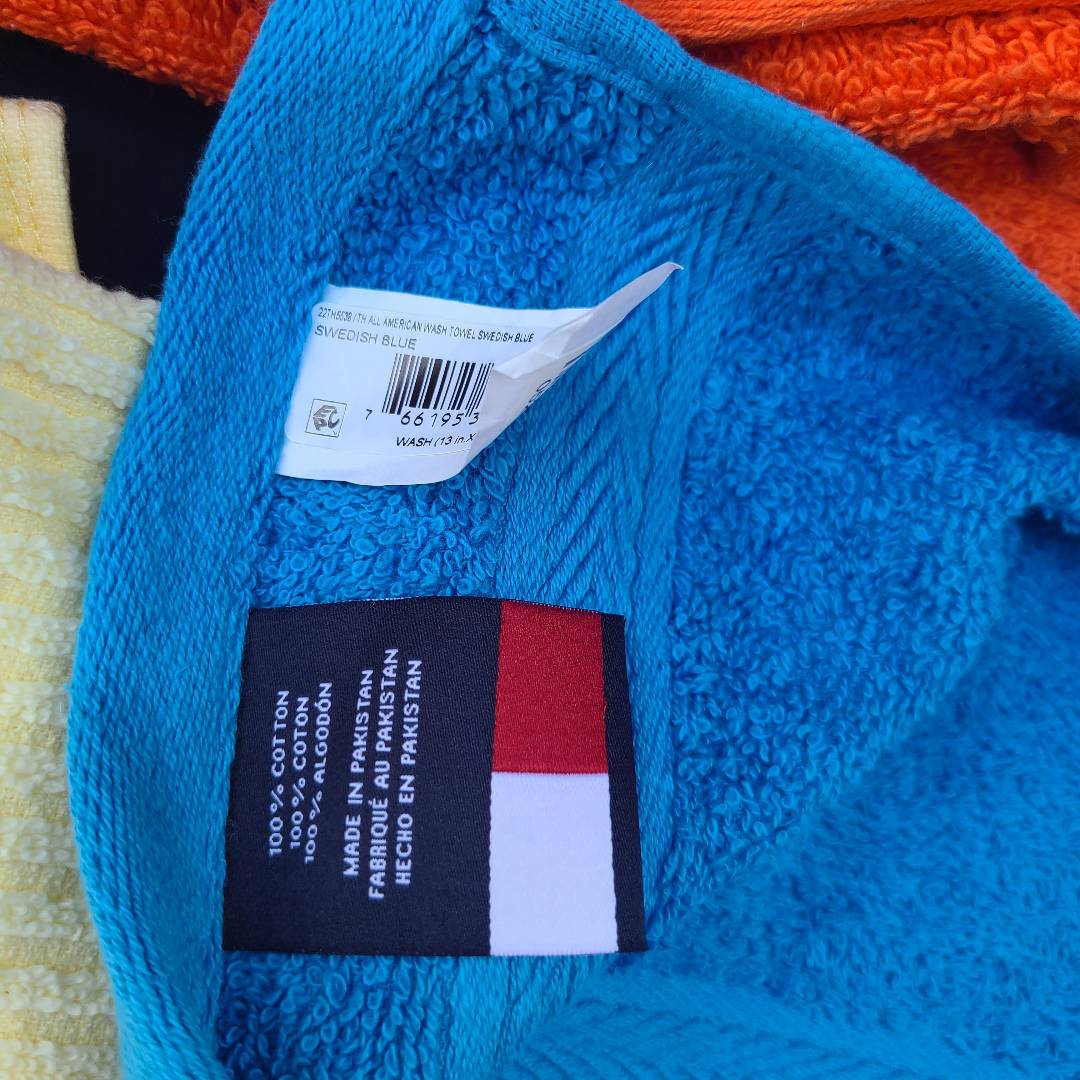 22TH5638 / TH ALL AMERICAN WASH TOWEL SWEDISH BLUE
SWEDISH BLUE
7 66195 3
WASH (13 in.X
100 % COTTON
100 % COTON
100 % ALGODÓN
MADE IN PAKISTAN
FABRIQUÉ AU PAKISTAN
HECHO EN PAKISTAN